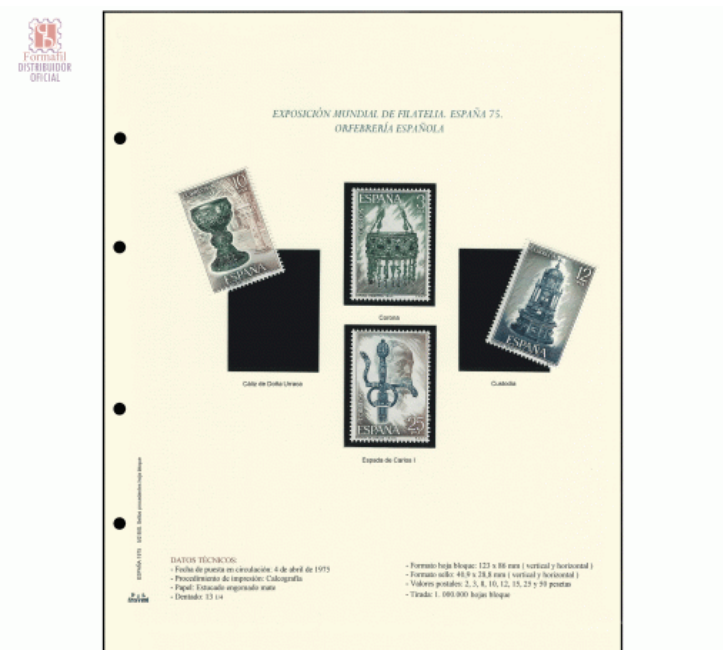 Formafil
DISTRIBUIDOR
OFICIAL
EXPOSICIÓN MUNDIAL DE FILATELIA. ESPAÑA 75.
ORFEBRERÍA ESPAÑOLA
10
ESPAÑA
ESPAÑA 3
12
ESPAÑA
Corona
Cáliz de Doña Urraca
Custodia
25
ESPAÑA
Espada de Carlos I
ESPAÑA 1975
DATOS TÉCNICOS:
- Fecha de puesta en circulación: 4 de abril de 1975
- Procedimiento de impresión: Calcografía
- Papel: Estucado engomado mate
- Dentado: 13 1/4
- Formato hoja bloque: 123 x 86 mm ( vertical y horizontal )
- Formato sello: 40,9 x 28,8 mm ( vertical y horizontal )
- Valores postales: 2, 3, 8, 10, 12, 15, 25 y 50 pesetas
- Tirada: 1. 000.000 hojas bloque